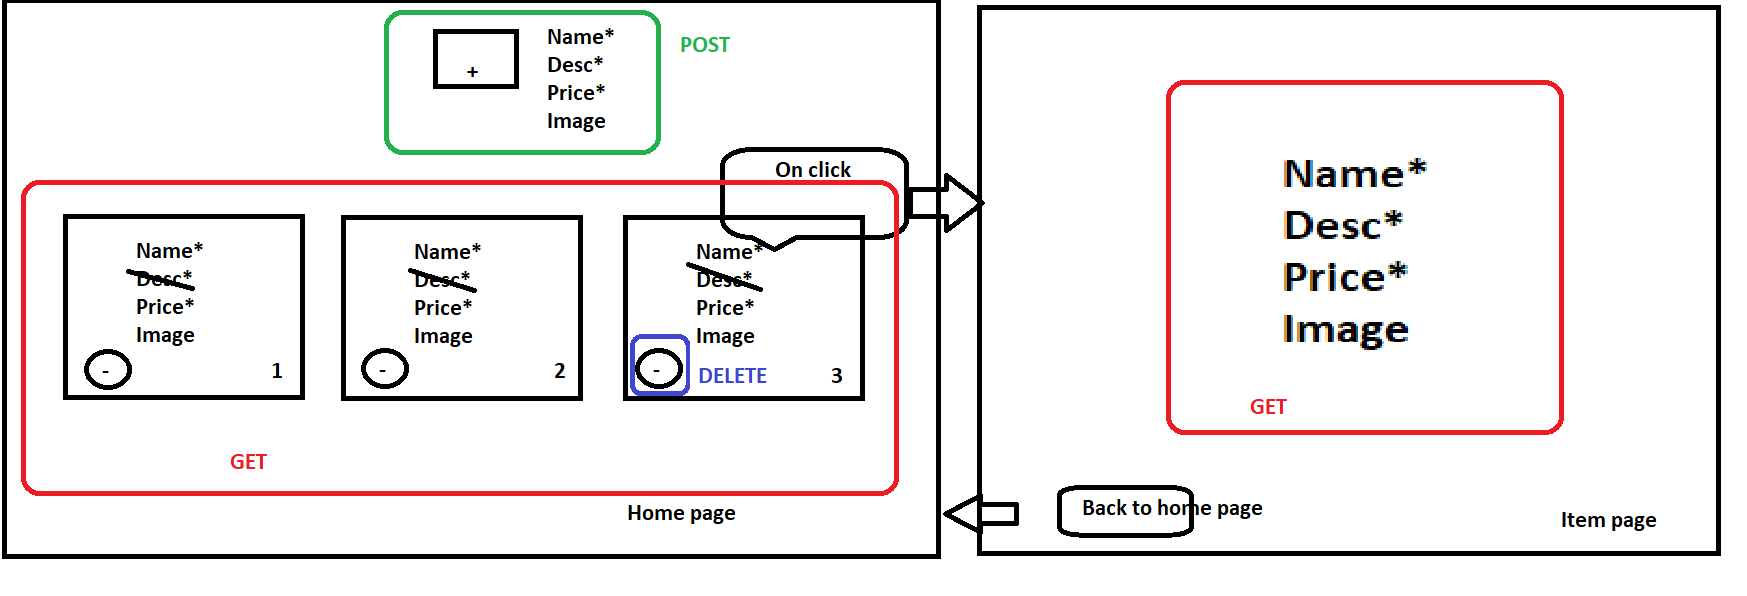 +
Name*
Desc*
Price*
Image
POST
On click
Name*
Desc*
Price*
Image
-
1
Name*
Desc*
Price*
Image
-
2
Name*
Desc*
Price*
Image
-
DELETE
3
GET
Home page
Name*
Desc*
Price*
Image
GET
Back to home page
Item page